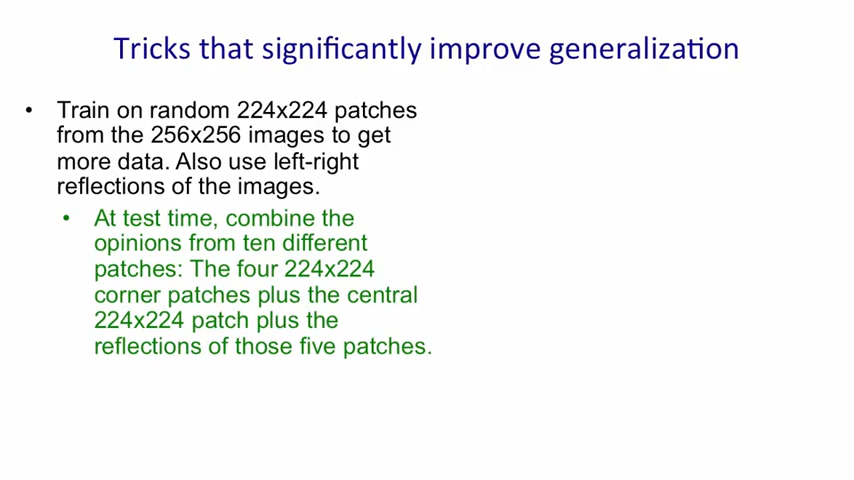 Tricks that significantly improve generalization
• Train on random 224x224 patches
from the 256x256 images to get
more data. Also use left-right
reflections of the images.
• At test time, combine the
opinions from ten different
patches: The four 224x224
corner patches plus the central
224x224 patch plus the
reflections of those five patches.